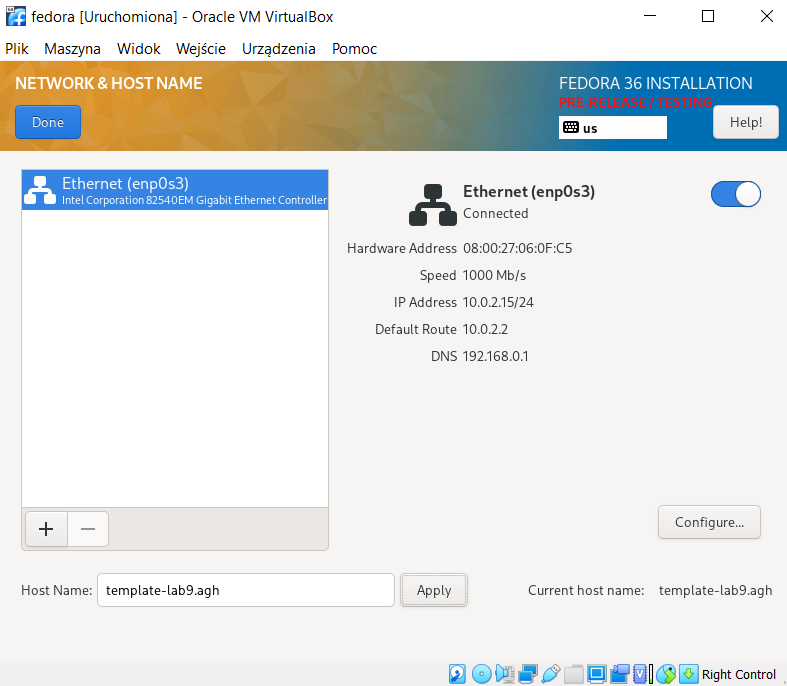 fedora [Uruchomiona] - Oracle VM VirtualBox
Plik Maszyna Widok Wejście Urządzenia Pomoc
NETWORK & HOST NAME
FEDORA 36 INSTALLATION
PRE-RELEASE / TESTING
Done
us
Help!
Ethernet (enp0s3)
Intel Corporation 82540EM Gigabit Ethernet Controller
Ethernet (enp0s3)
Connected
Hardware Address 08:00:27:06:0F:C5
Speed 1000 Mb/s
IP Address 10.0.2.15/24
Default Route 10.0.2.2
DNS 192.168.0.1
+ −
Configure...
Host Name: template-lab9.agh Apply Current host name: template-lab9.agh
Right Control